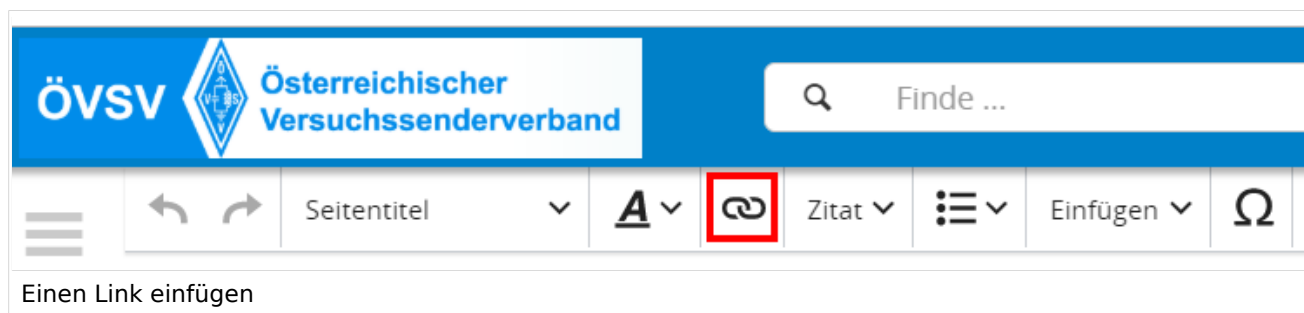 ÖVSV
Österreichischer
Versuchssenderverband
Finde ...
Seitentitel A Zitat Einfügen Ω
Einen Link einfügen